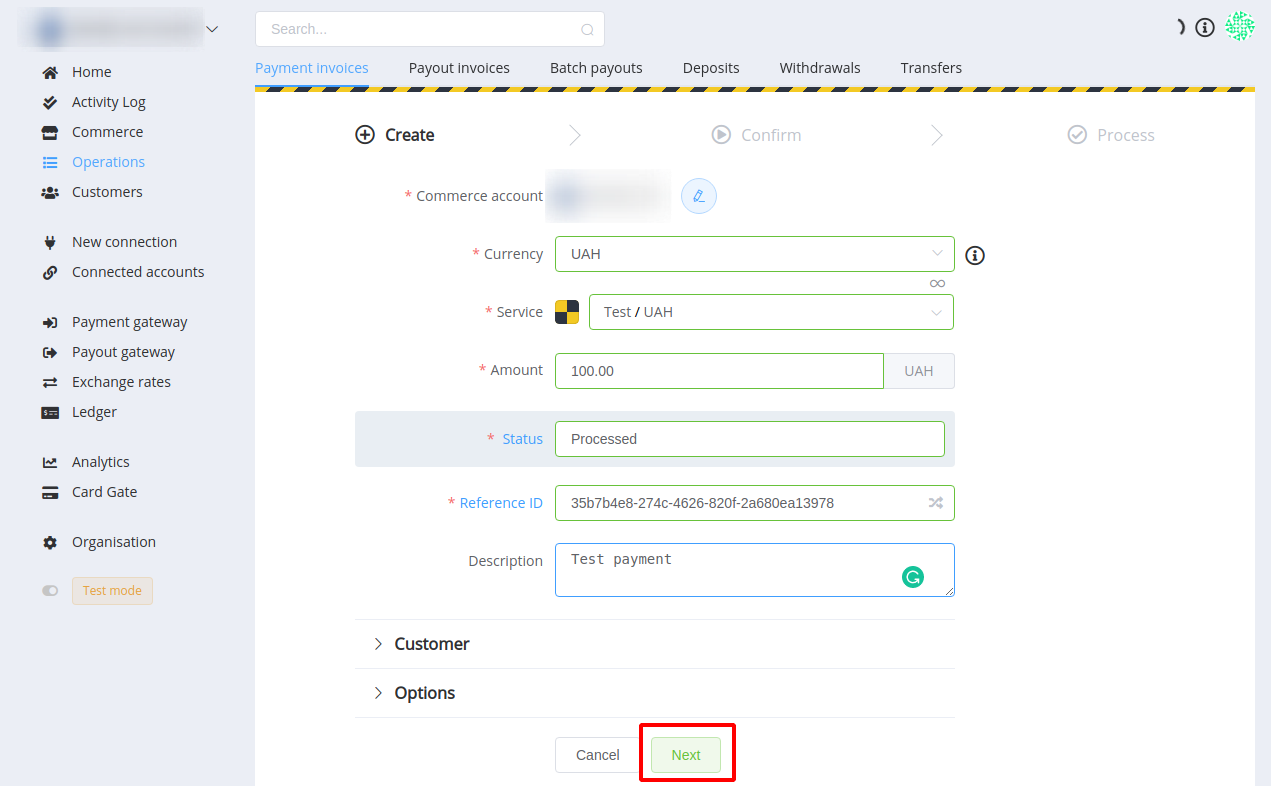 Search...
Home
Activity Log
Commerce
Operations
Customers
New connection
Connected accounts
Payment gateway
Payout gateway
Exchange rates
Ledger
Analytics
Card Gate
Organisation
Test mode
Payment invoices Payout invoices Batch payouts Deposits Withdrawals Transfers
Create Confirm Process
* Commerce account
* Currency UAH
* Service Test / UAH
* Amount 100.00 UAH
* Status Processed
* Reference ID 35b7b4e8-274c-4626-820f-2a680ea13978
Description Test payment
Customer
Options
Cancel Next